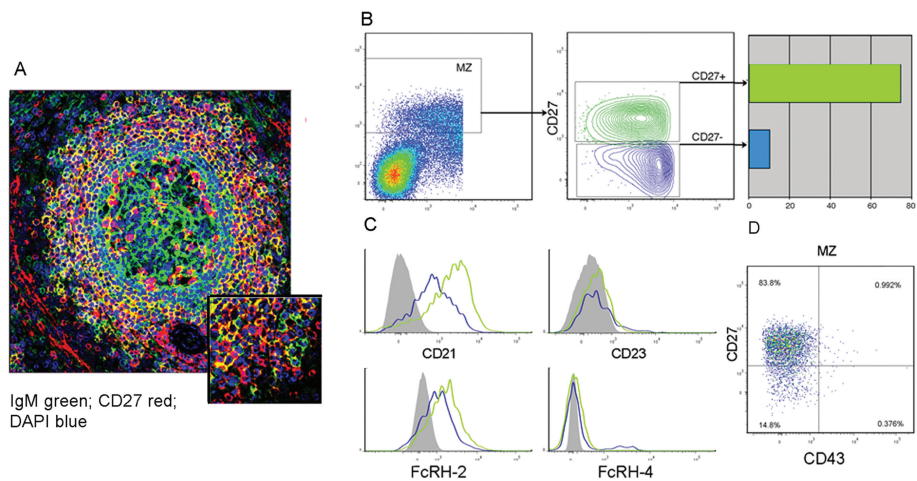 A
IgM green; CD27 red;
DAPI blue
B
MZ
CD27
CD27+
CD27-
0 20 40 60 80
C
CD21
CD23
FcRH-2
FcRH-4
D
MZ
83.8% 0.992%
CD27
14.8% 0.376%
CD43